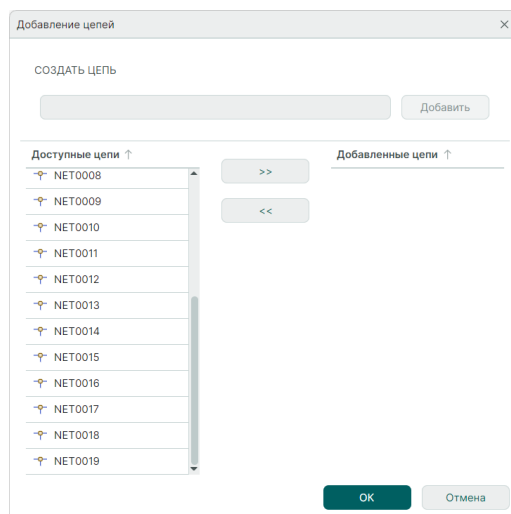 Добавление цепей
СОЗДАТЬ ЦЕПЬ
Добавить
Доступные цепи
>>
Добавленные цепи
<<
NET0008
NET0009
NET0010
NET0011
NET0012
NET0013
NET0014
NET0015
NET0016
NET0017
NET0018
NET0019
OK
Отмена